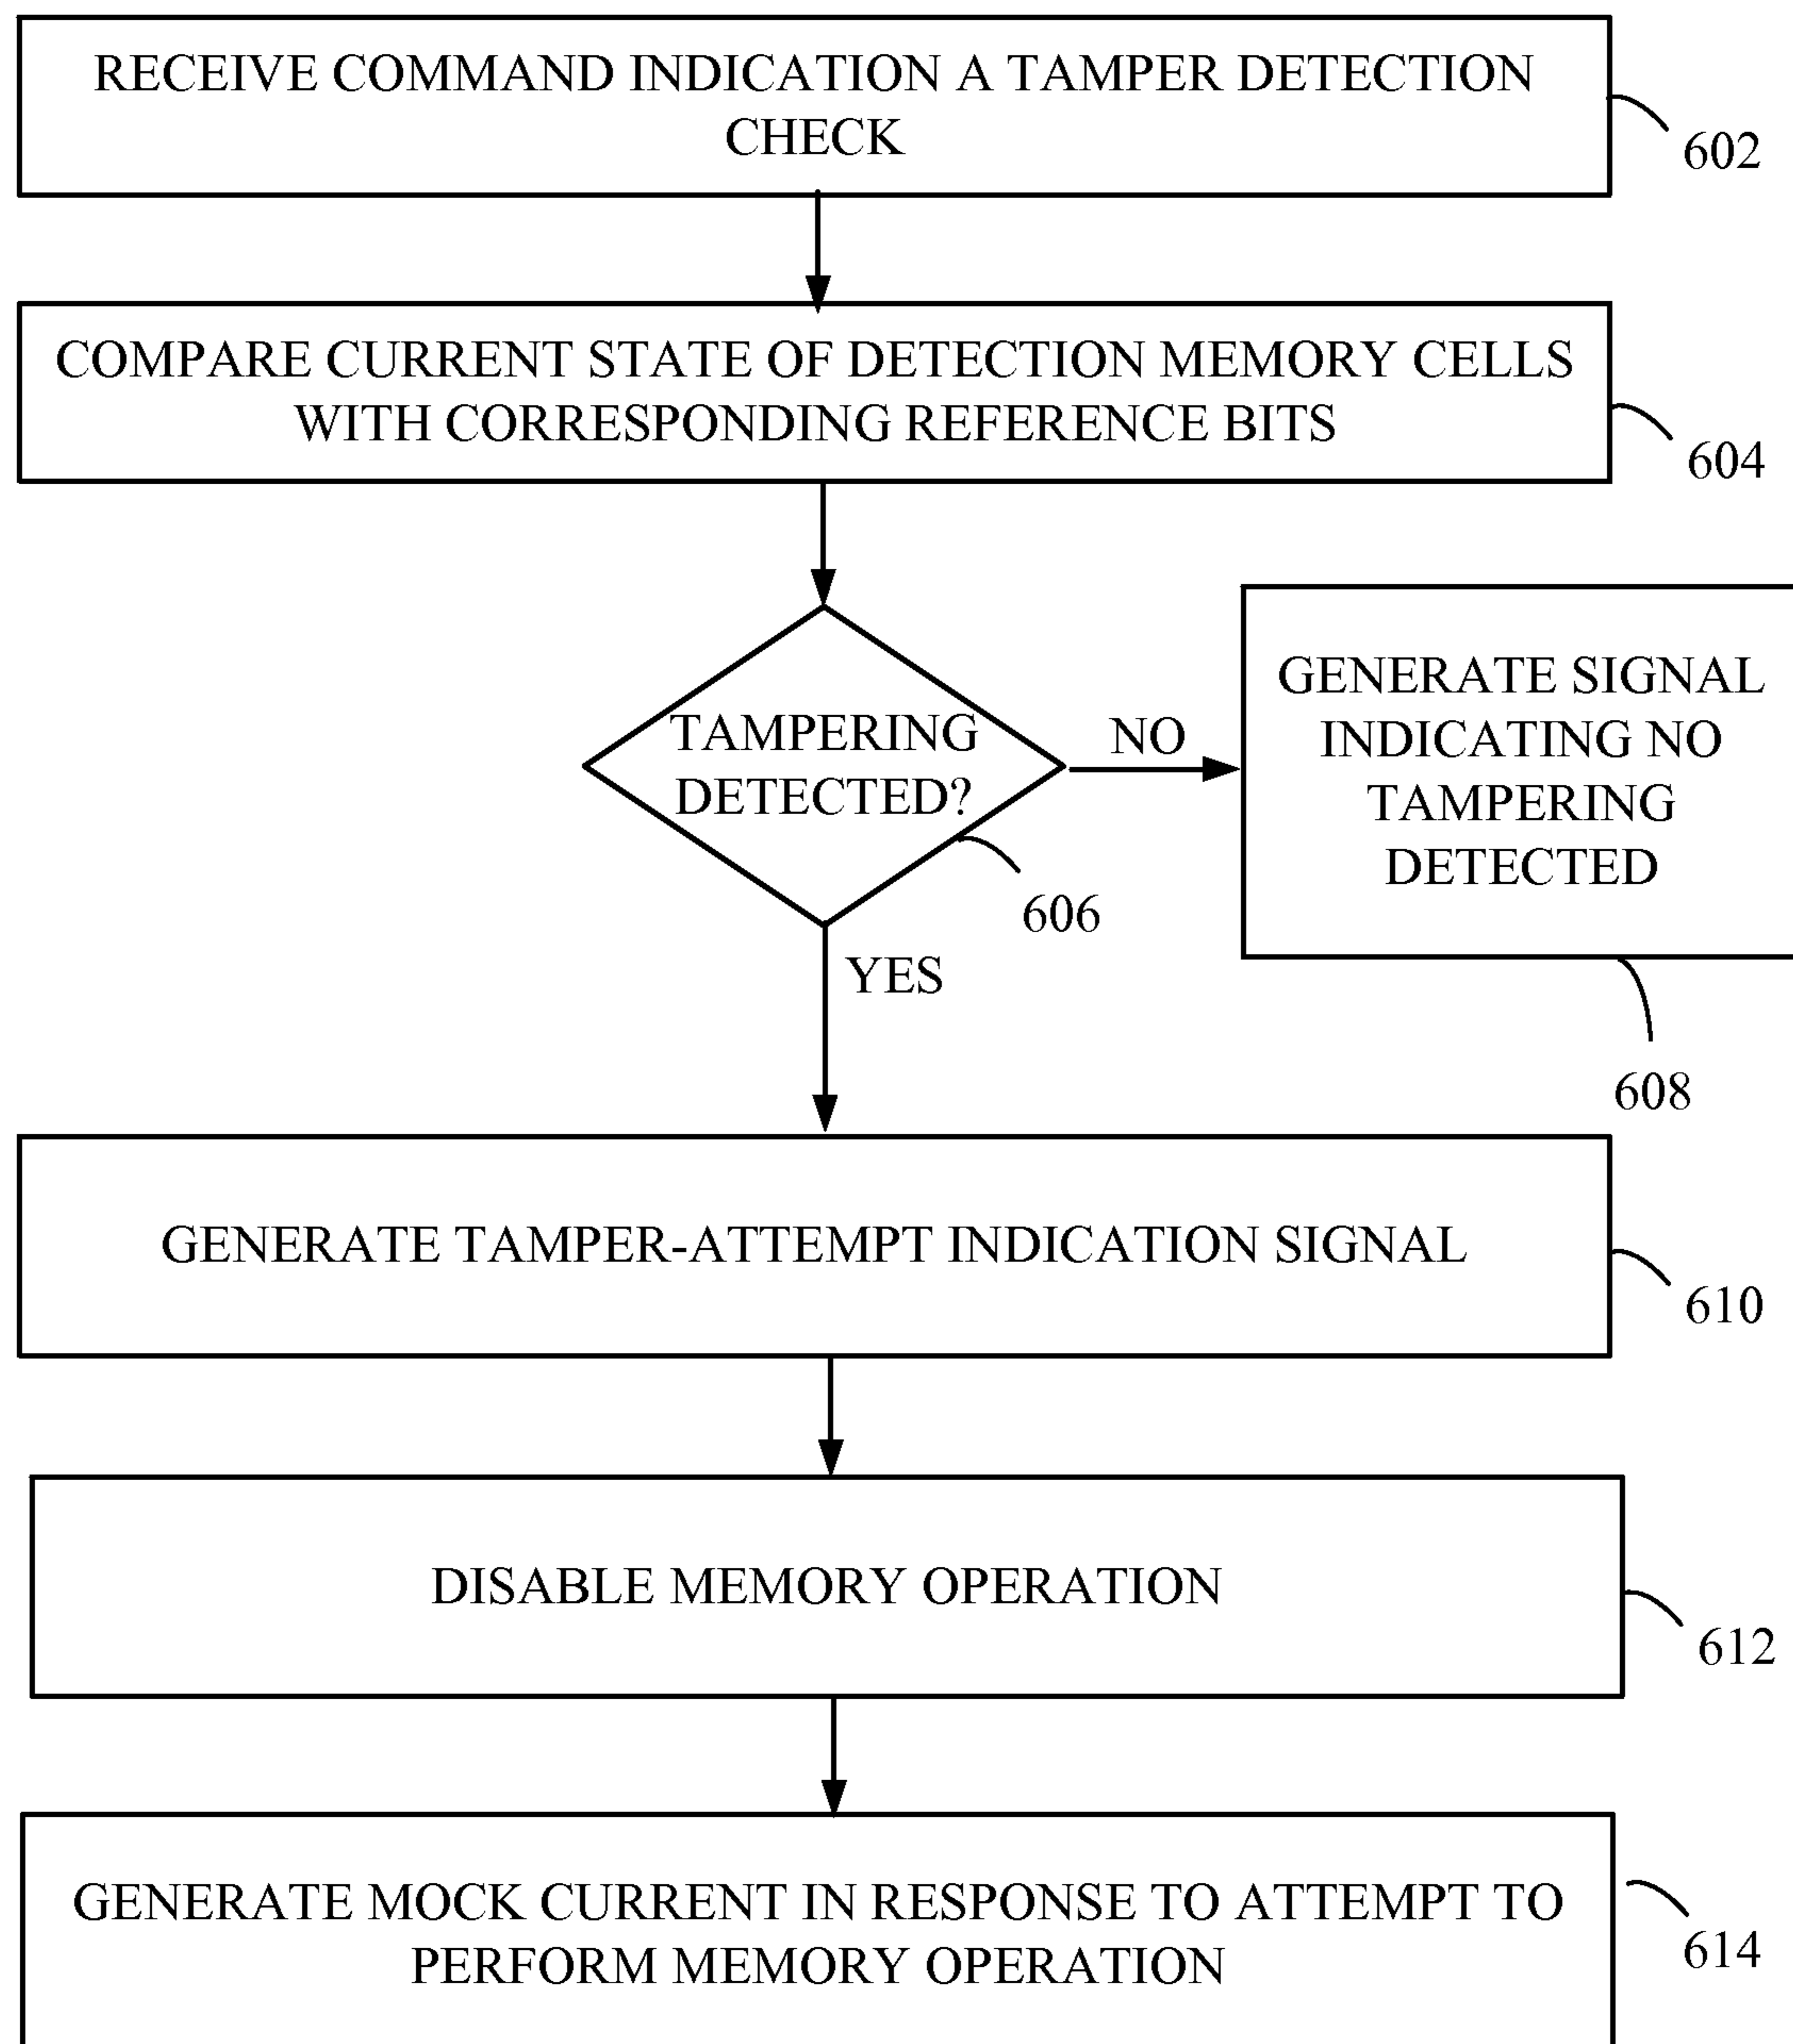 RECEIVE COMMAND INDICATION A TAMPER DETECTION
CHECK
602
COMPARE CURRENT STATE OF DETECTION MEMORY CELLS
WITH CORRESPONDING REFERENCE BITS
604
TAMPERING
DETECTED?
606
NO
GENERATE SIGNAL
INDICATING NO
TAMPERING
DETECTED
608
YES
GENERATE TAMPER-ATTEMPT INDICATION SIGNAL
610
DISABLE MEMORY OPERATION
612
GENERATE MOCK CURRENT IN RESPONSE TO ATTEMPT TO
PERFORM MEMORY OPERATION
614